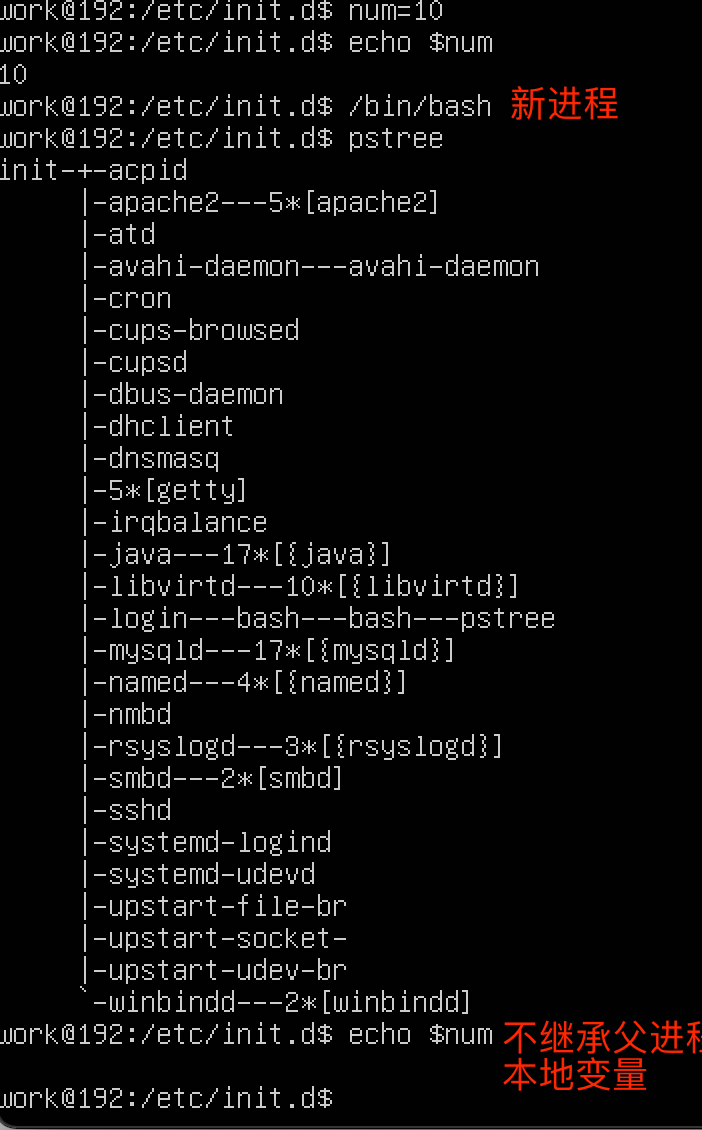 work@192:/etc/init.d$ num=10
work@192:/etc/init.d$ echo $num
10
work@192:/etc/init.d$ /bin/bash 新进程
work@192:/etc/init.d$ pstree
init-+-acpid
     |-apache2---5*[apache2]
     |-atd
     |-avahi-daemon---avahi-daemon
     |-cron
     |-cups-browsed
     |-cupsd
     |-dbus-daemon
     |-dhclient
     |-dnsmasq
     |-5*[getty]
     |-irqbalance
     |-java---17*[{java}]
     |-libvirtd---10*[{libvirtd}]
     |-login---bash---bash---pstree
     |-mysqld---17*[{mysqld}]
     |-named---4*[{named}]
     |-nmbd
     |-rsyslogd---3*[{rsyslogd}]
     |-smbd---2*[smbd]
     |-sshd
     |-systemd-logind
     |-systemd-udevd
     |-upstart-file-br
     |-upstart-socket-
     |-upstart-udev-br
     `-winbindd---2*[winbindd]
work@192:/etc/init.d$ echo $num 不继承父进程
本地变量
work@192:/etc/init.d$